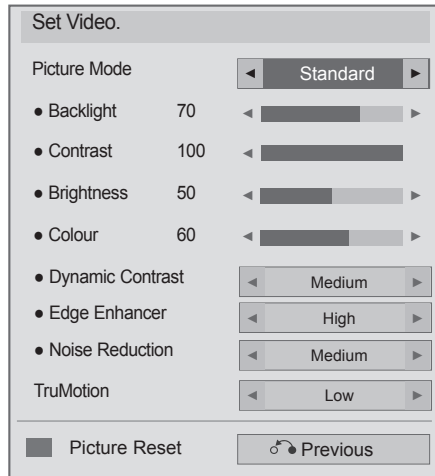 Set Video.
Picture Mode ◄ Standard ►
● Backlight 70 ◄ ►
● Contrast 100 ◄
● Brightness 50 ◄ ►
● Colour 60 ◄ ►
● Dynamic Contrast ◄ Medium ►
● Edge Enhancer ◄ High ►
● Noise Reduction ◄ Medium ►
TruMotion ◄ Low ►
Picture Reset Previous